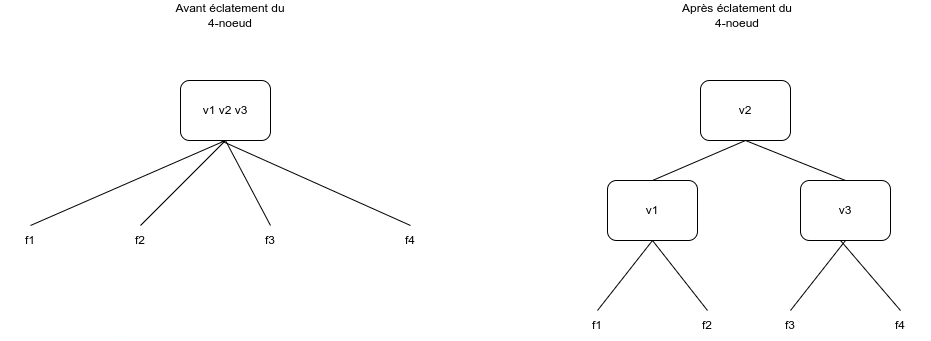 Avant éclatement du
4-noeud
v1 v2 v3
f1
f2
f3
f4
Après éclatement du
4-noeud
v2
v1
v3
f1
f2
f3
f4